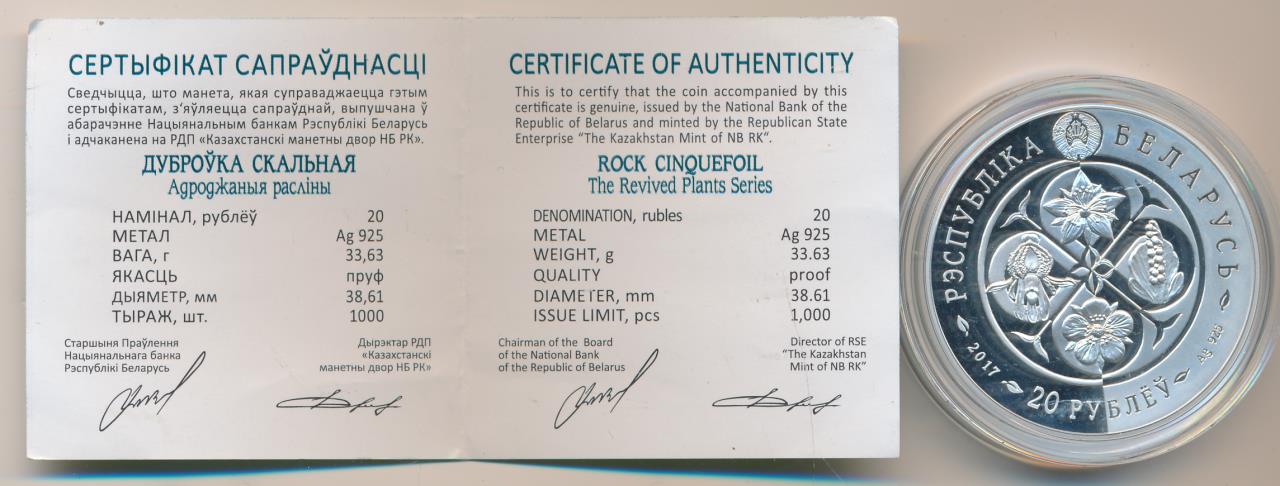 СЕРТЫФІКАТ САПРАЎДНАСЦІ
Сведчыцца, што манета, якая суправаджаецца гэтым
сертыфікатам, з‘яўляецца сапраўднай, выпушчана ў
абарачэнне Нацыянальным банкам Рэспублікі Беларусь
і адчаканена на РДП «Казахстанскі манетны двор НБ РК».
ДУБРОЎКА СКАЛЬНАЯ
Адроджаныя расліны
НАМІНАЛ, рублёў 20
МЕТАЛ Ag 925
ВАГА, г 33,63
ЯКАСЦЬ пруф
ДЫЯМЕТР, мм 38,61
ТЫРАЖ, шт. 1000
Старшыня Праўлення
Нацыянальнага банка
Рэспублікі Беларусь
Дырэктар РДП
«Казахстанскі
манетны двор НБ РК»
CERTIFICATE OF AUTHENTICITY
This is to certify that the coin accompanied by this
certificate is genuine, issued by the National Bank of the
Republic of Belarus and minted by the Republican State
Enterprise “The Kazakhstan Mint of NB RK“.
ROCK CINQUEFOIL
The Revived Plants Series
DENOMINATION, rubles 20
METAL Ag 925
WEIGHT, g 33.63
QUALITY proof
DIAMETER, mm 38.61
ISSUE LIMIT, pcs 1,000
Chairman of the Board
of the National Bank
of the Republic of Belarus
Director of RSE
“The Kazakhstan
Mint of NB RK”
РЭСПУБЛІКА БЕЛАРУСЬ
2017 20 РУБЛЁЎ Ag 925